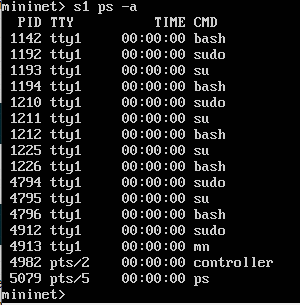 mininet> s1 ps -a
  PID TTY          TIME CMD
 1142 tty1     00:00:00 bash
 1192 tty1     00:00:00 sudo
 1193 tty1     00:00:00 su
 1194 tty1     00:00:00 bash
 1210 tty1     00:00:00 sudo
 1211 tty1     00:00:00 su
 1212 tty1     00:00:00 bash
 1225 tty1     00:00:00 su
 1226 tty1     00:00:00 bash
 4794 tty1     00:00:00 sudo
 4795 tty1     00:00:00 su
 4796 tty1     00:00:00 bash
 4912 tty1     00:00:00 sudo
 4913 tty1     00:00:00 mn
 4982 pts/2    00:00:00 controller
 5079 pts/5    00:00:00 ps
mininet>